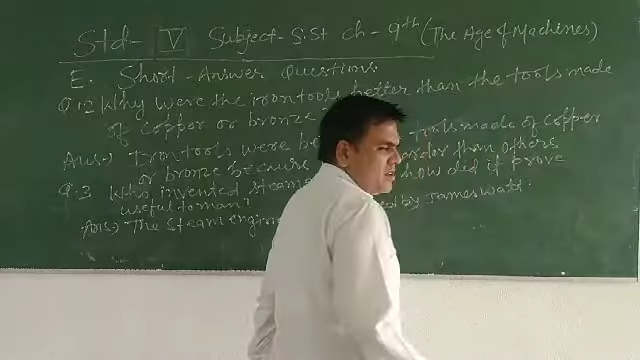 Std- V Subject- S.St ch- 9th (The Age of Machines)
E. Short-Answer Questions.
Q.2 Why were the iron tools better than the tools made
of copper or bronze
Ans:-) Iron tools were be tools made of copper
or bronze because harder than others
Q.3 Who invented steam how did it prove
useful to man?
Ans:-) The steam engin ed by James Watt.